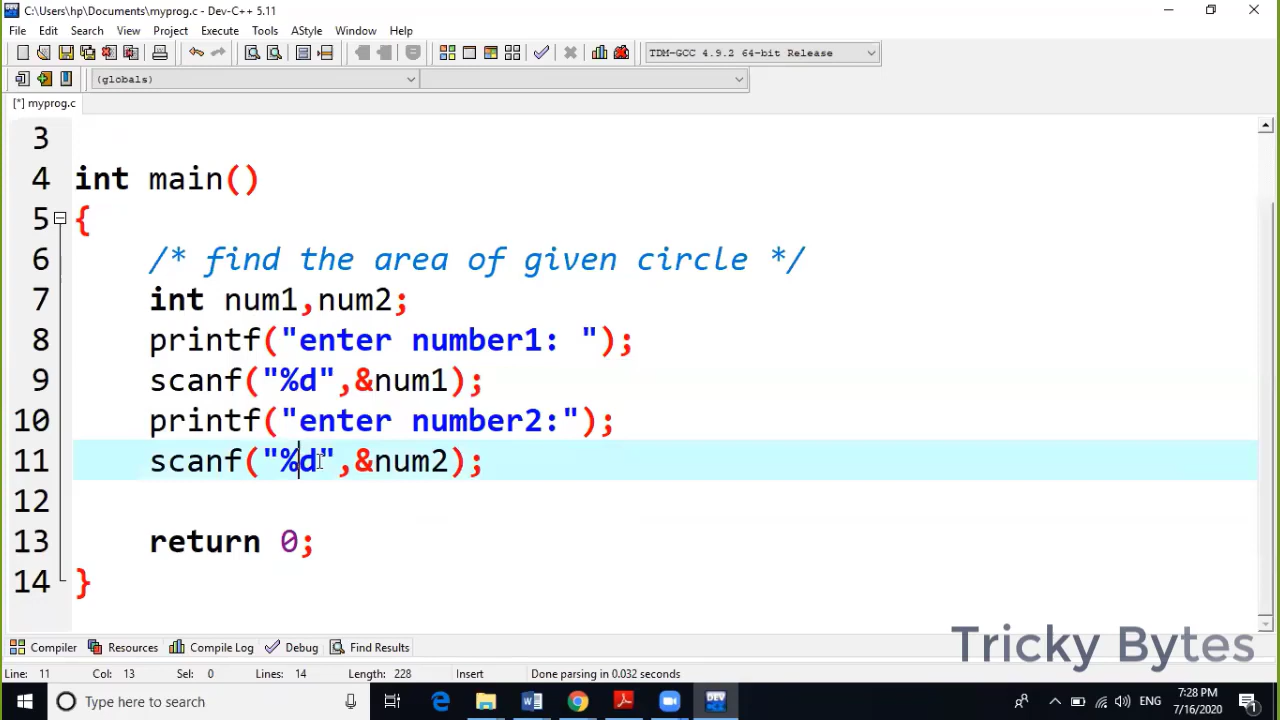 C:\Users\hp\Documents\myprog.c - Dev-C++ 5.11
File Edit Search View Project Execute Tools AStyle Window Help
TDM-GCC 4.9.2 64-bit Release
(globals)
[*] myprog.c
3
4 int main()
5 {
6 /* find the area of given circle */
7 int num1,num2;
8 printf("enter number1: ");
9 scanf("%d",&num1);
10 printf("enter number2:");
11 scanf("%d",&num2);
12
13 return 0;
14 }
Compiler Resources Compile Log Debug Find Results
Tricky Bytes
Line: 11 Col: 13 Sel: 0 Lines: 14 Length: 228 Insert Done parsing in 0.032 seconds
Type here to search
W DEV ENG
7:28 PM
7/16/2020
1